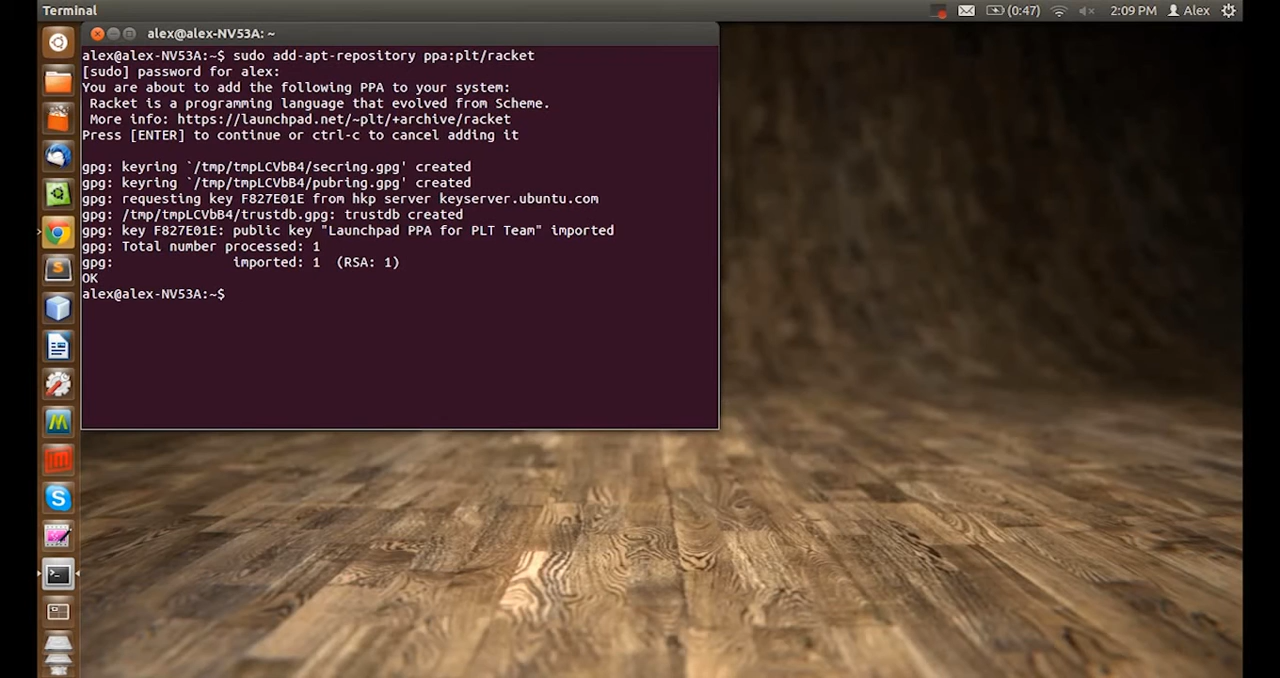 Terminal
(0:47)
2:09 PM
Alex
alex@alex-NV53A: ~
alex@alex-NV53A:~$ sudo add-apt-repository ppa:plt/racket
[sudo] password for alex:
You are about to add the following PPA to your system:
Racket is a programming language that evolved from Scheme.
More info: https://launchpad.net/~plt/+archive/racket
Press [ENTER] to continue or ctrl-c to cancel adding it
gpg: keyring `/tmp/tmpLCVbB4/secring.gpg' created
gpg: keyring `/tmp/tmpLCVbB4/pubring.gpg' created
gpg: requesting key F827E01E from hkp server keyserver.ubuntu.com
gpg: /tmp/tmpLCVbB4/trustdb.gpg: trustdb created
gpg: key F827E01E: public key "Launchpad PPA for PLT Team" imported
gpg: Total number processed: 1
gpg:               imported: 1  (RSA: 1)
OK
alex@alex-NV53A:~$